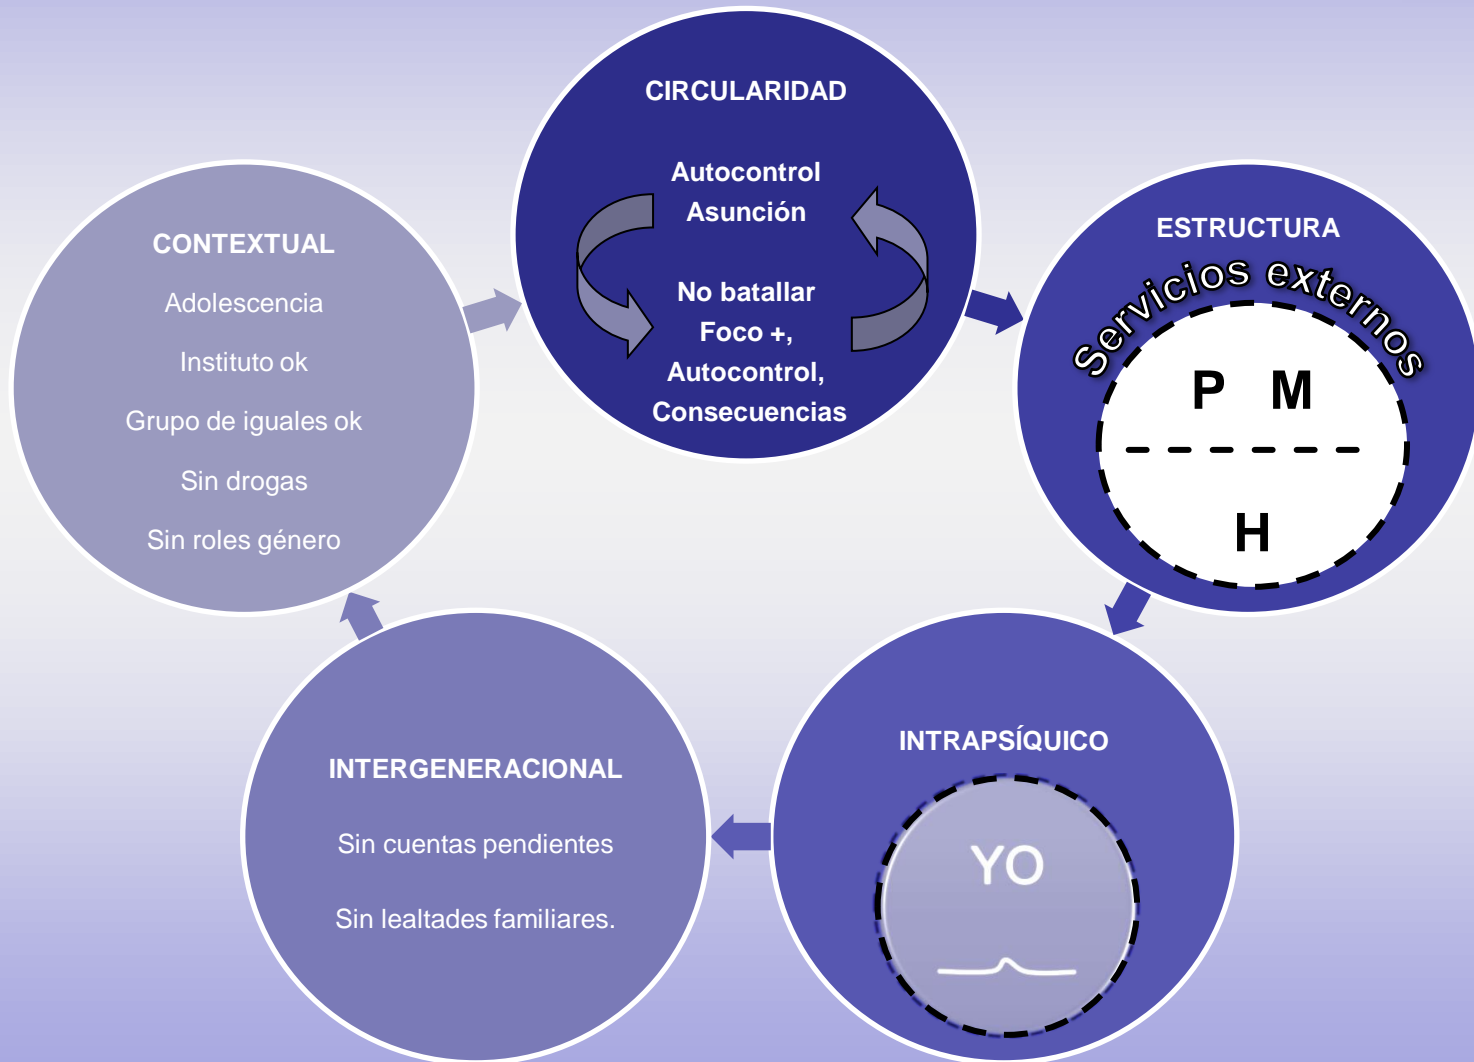 CIRCULARIDAD
Autocontrol
Asunción
No batallar
Foco +,
Autocontrol,
Consecuencias
ESTRUCTURA
Servicios externos
P M
H
INTRAPSÍQUICO
YO
INTERGENERACIONAL
Sin cuentas pendientes
Sin lealtades familiares.
CONTEXTUAL
Adolescencia
Instituto ok
Grupo de iguales ok
Sin drogas
Sin roles género